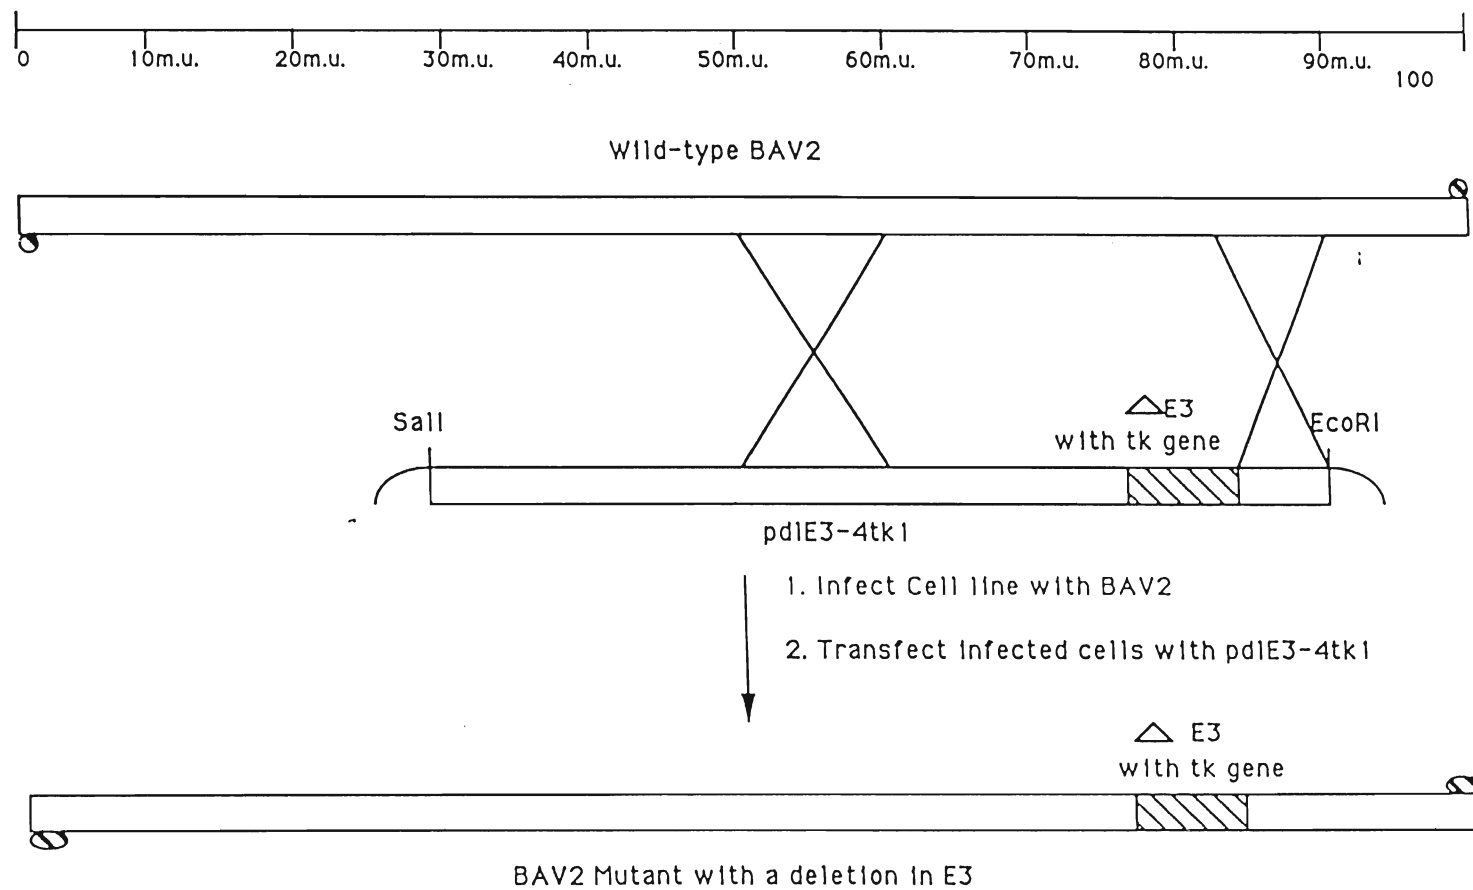 0 10m.u. 20m.u. 30m.u. 40m.u. 50m.u. 60m.u. 70m.u. 80m.u. 90m.u. 100
Wild-type BAV2
SalI
△E3
with tk gene
EcoRI
pdlE3-4tk1
1. Infect Cell line with BAV2
2. Transfect infected cells with pdlE3-4tk1
△ E3
with tk gene
BAV2 Mutant with a deletion in E3